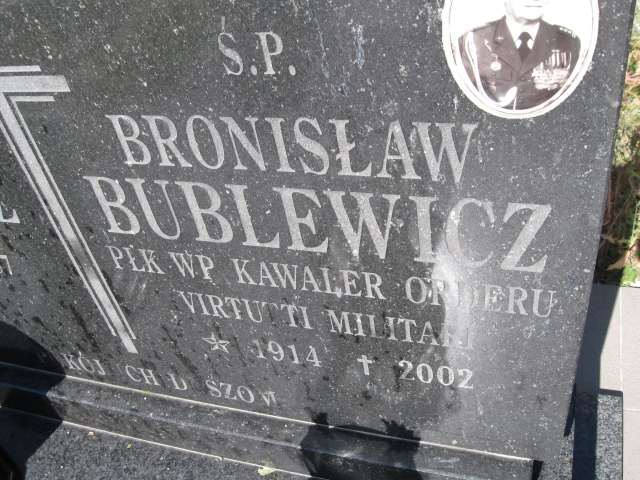 Ś.P.
BRONISŁAW
BUBLEWICZ
PŁK WP KAWALER ORDERU
VIRTUTI MILITARI
☆ 1914 ✝ 2002